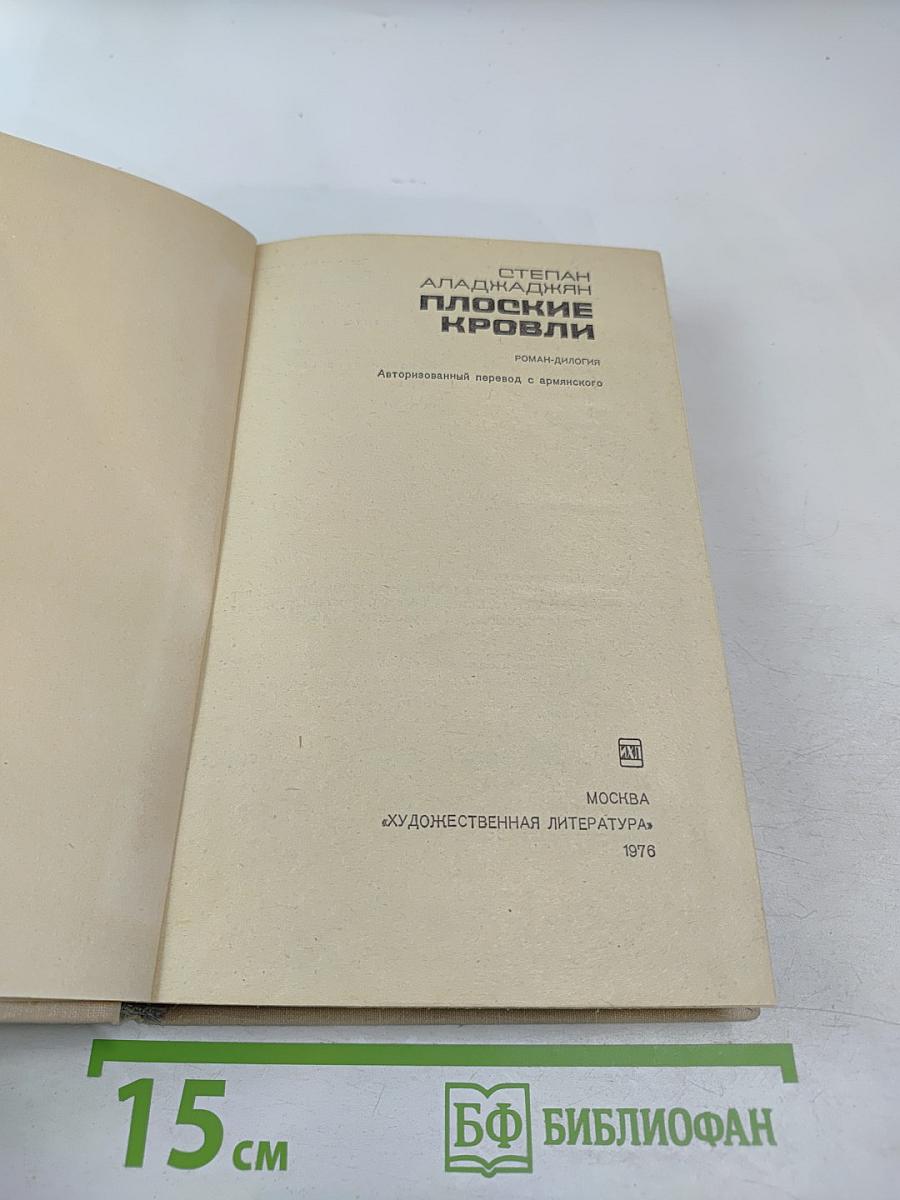 СТЕПАН
АЛАДЖАДЖЯН
ПЛОСКИЕ
КРОВЛИ
РОМАН-ДИЛОГИЯ
Авторизованный перевод с армянского
МОСКВА
«ХУДОЖЕСТВЕННАЯ ЛИТЕРАТУРА»
1976
15 см
БФ БИБЛИОФАН